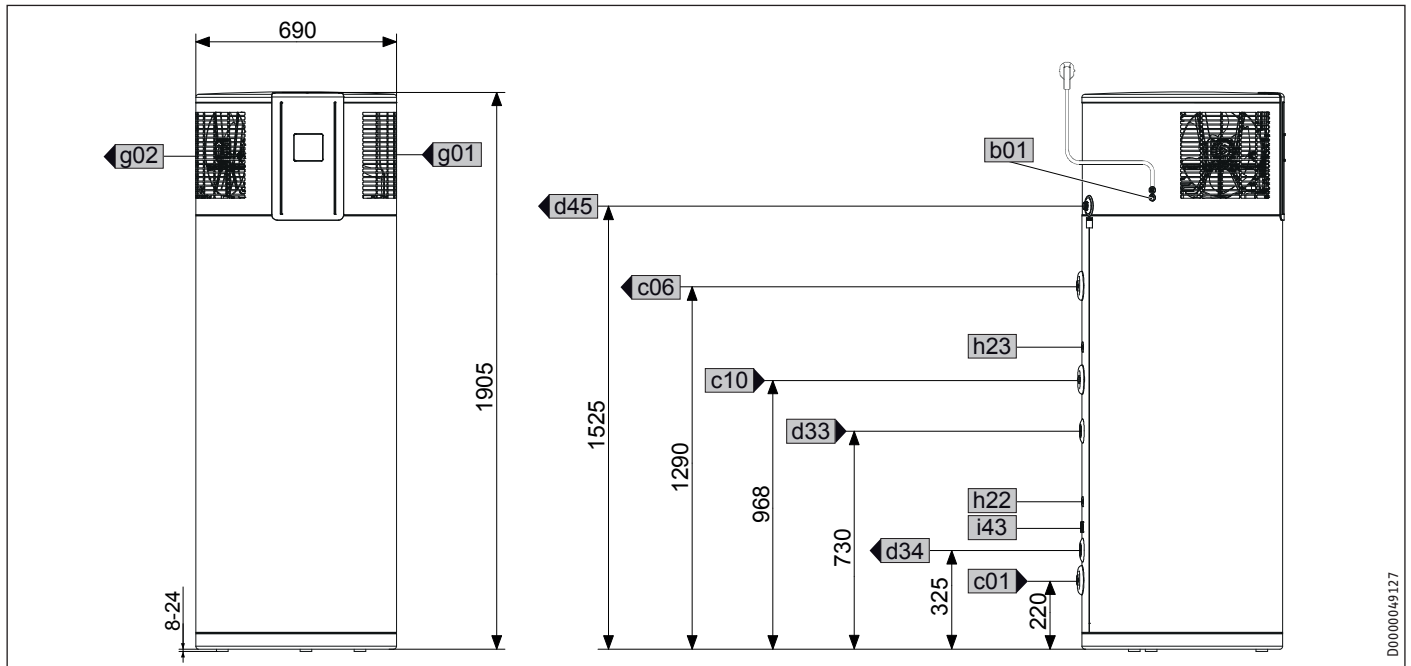 690
g02
g01
b01
d45
c06
h23
c10
d33
h22
i43
d34
c01
1905
1525
1290
968
730
325
220
8-24
D0000049127